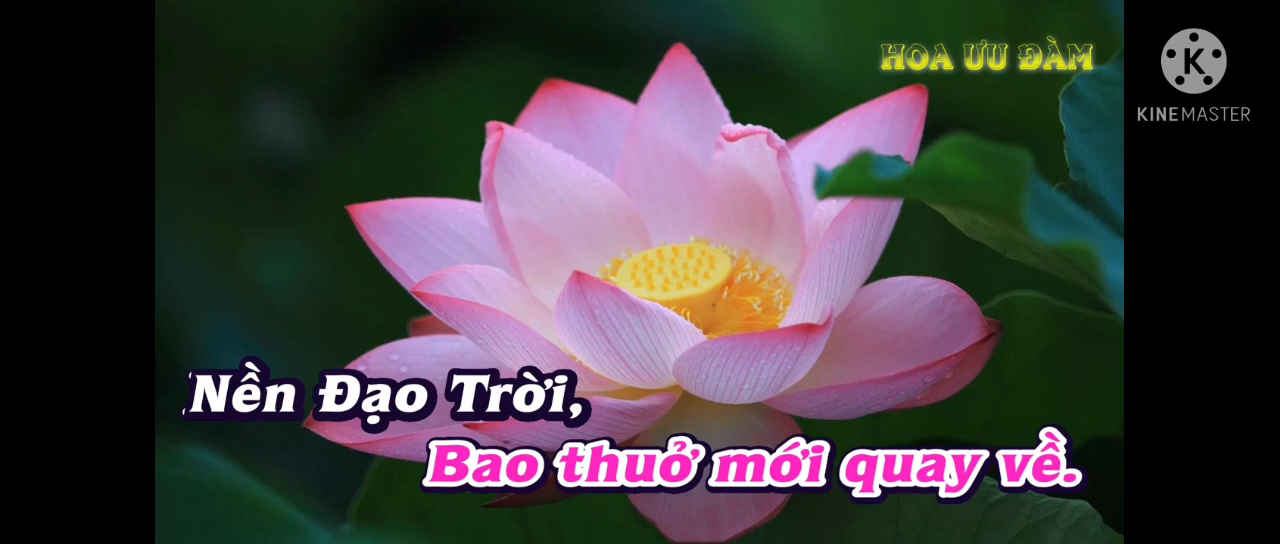 HOA ƯU ĐÀM
KINEMASTER
Nền Đạo Trời,
Bao thuở mới quay về.